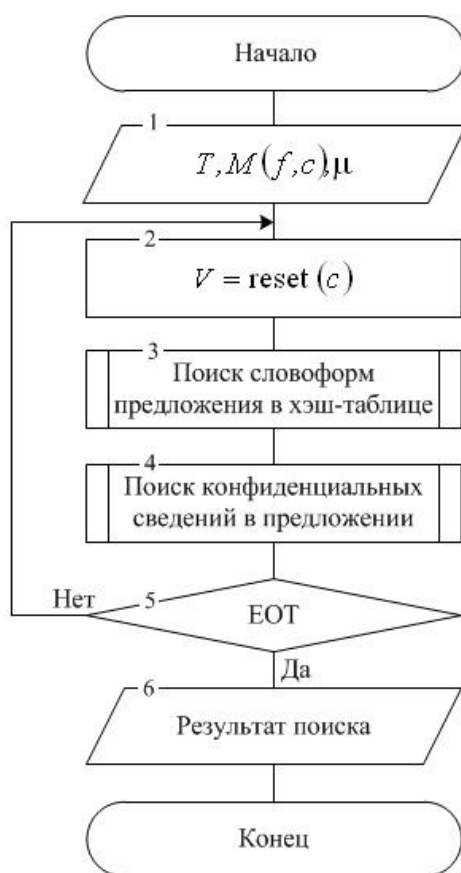 Начало
1
T, M(f,c),μ
2
V = reset(c)
3
Поиск словоформ
предложения в хэш-таблице
4
Поиск конфиденциальных
сведений в предложении
Нет
5
EOT
Да
6
Результат поиска
Конец